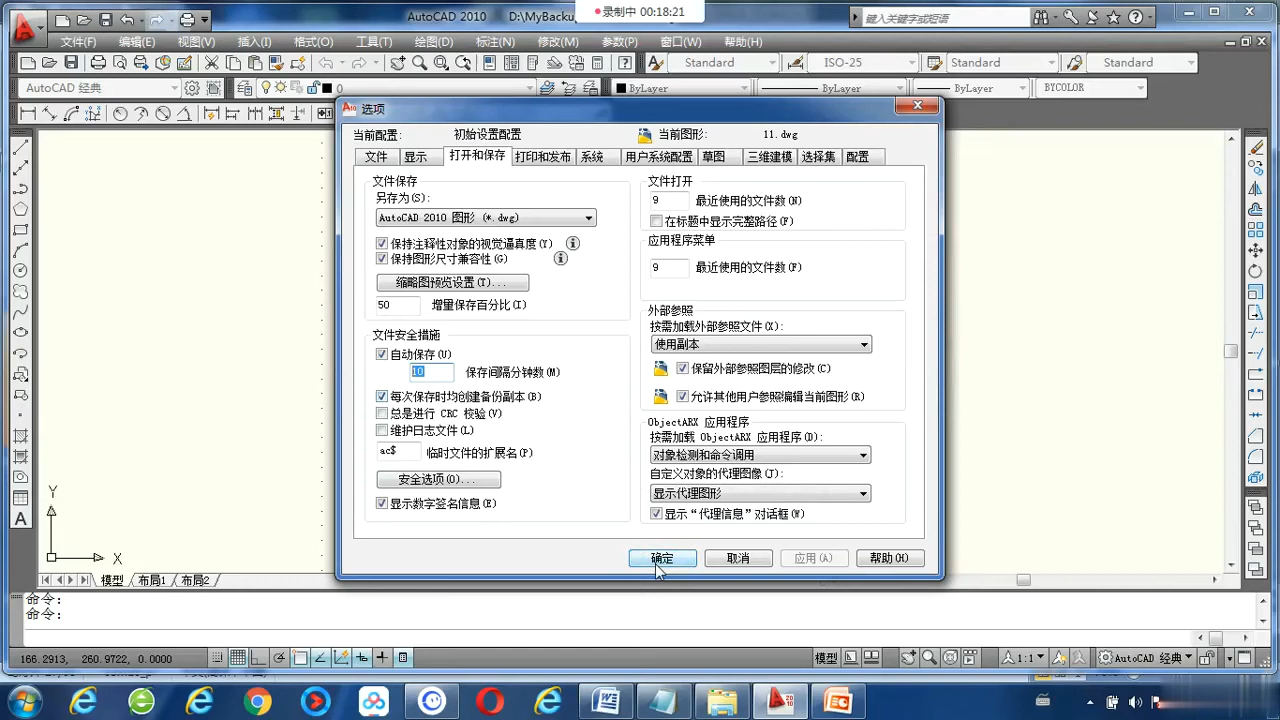 录制中 00:18:21
AutoCAD 2010 D:\MyBacku
键入关键字或短语
文件(F) 编辑(E) 视图(V) 插入(I) 格式(O) 工具(T) 绘图(D) 标注(N) 修改(M) 参数(P) 窗口(W) 帮助(H)
Standard ISO-25 Standard Standard
AutoCAD 经典 0 ByLayer ByLayer ByLayer BYCOLOR
选项
当前配置: 初始设置配置 当前图形: 11.dwg
文件 显示 打开和保存 打印和发布 系统 用户系统配置 草图 三维建模 选择集 配置
文件保存
另存为(S):
AutoCAD 2010 图形 (*.dwg)
保持注释性对象的视觉逼真度(Y)
保持图形尺寸兼容性(G)
缩略图预览设置(T)...
50 增量保存百分比(I)
文件安全措施
自动保存(U)
10 保存间隔分钟数(M)
每次保存时均创建备份副本(B)
总是进行 CRC 校验(V)
维护日志文件(L)
ac$ 临时文件的扩展名(P)
安全选项(O)...
显示数字签名信息(E)
文件打开
9 最近使用的文件数(N)
在标题中显示完整路径(F)
应用程序菜单
9 最近使用的文件数(F)
外部参照
按需加载外部参照文件(X):
使用副本
保留外部参照图层的修改(C)
允许其他用户参照编辑当前图形(R)
ObjectARX 应用程序
按需加载 ObjectARX 应用程序(D):
对象检测和命令调用
自定义对象的代理图像(J):
显示代理图形
显示“代理信息”对话框(W)
确定 取消 应用(A) 帮助(H)
Y
X
模型 布局1 布局2
命令:
命令:
166.2913, 260.9722, 0.0000 模型 1:1 AutoCAD 经典